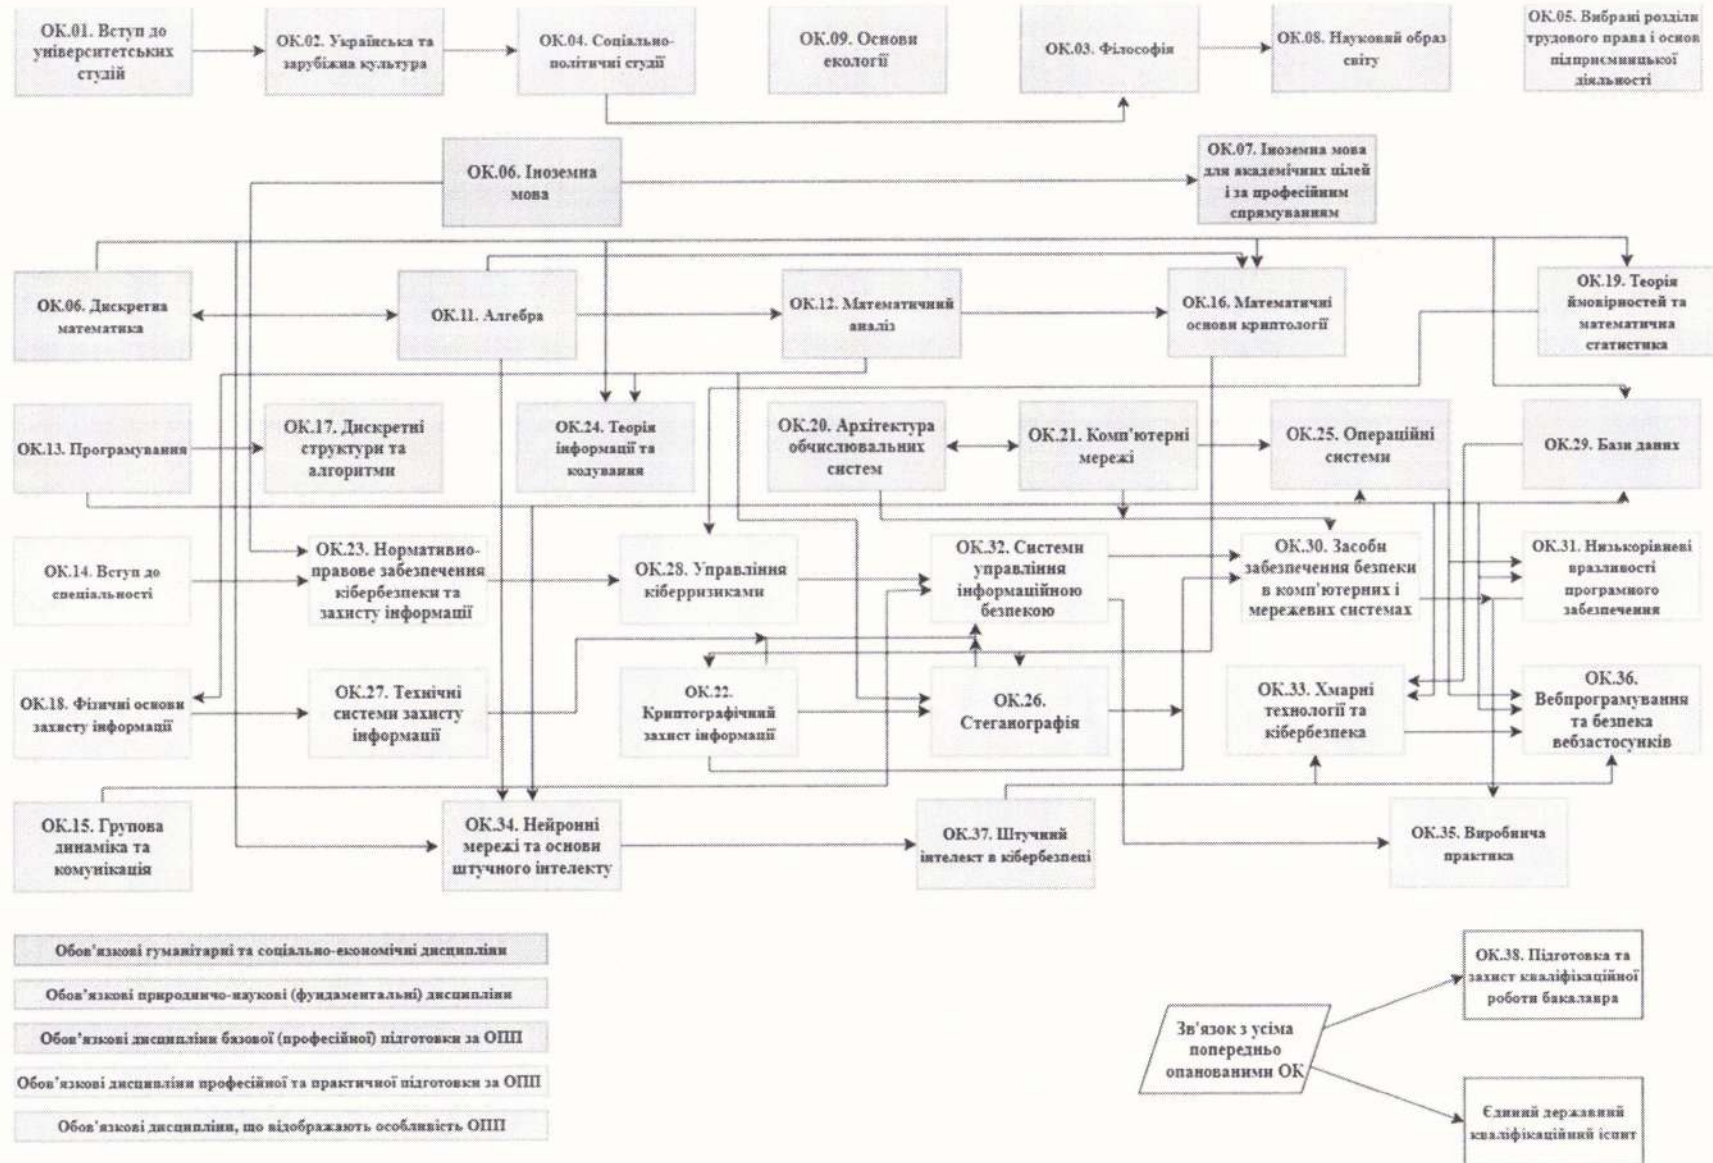 ОК.01. Вступ до
університетських
студій
ОК.02. Українська та
зарубіжна культура
ОК.04. Соціально-
політичні студії
ОК.09. Основи
екології
ОК.03. Філософія
ОК.08. Науковий образ
світу
ОК.05. Вибрані розділи
трудового права і основ
підприємницької
діяльності
ОК.06. Іноземна
мова
ОК.07. Іноземна мова
для академічних цілей
і за професійним
спрямуванням
ОК.06. Дискретна
математика
ОК.11. Алгебра
ОК.12. Математичний
аналіз
ОК.16. Математичні
основи криптології
ОК.19. Теорія
ймовірностей та
математична
статистика
ОК.13. Програмування
ОК.17. Дискретні
структури та
алгоритми
ОК.24. Теорія
інформації та
кодування
ОК.20. Архітектура
обчислювальних
систем
ОК.21. Комп'ютерні
мережі
ОК.25. Операційні
системи
ОК.29. Бази даних
ОК.14. Вступ до
спеціальності
ОК.23. Нормативно-
правове забезпечення
кібербезпеки та
захисту інформації
ОК.28. Управління
кіберризиками
ОК.32. Системи
управління
інформаційною
безпекою
ОК.30. Засоби
забезпечення безпеки
в комп'ютерних і
мережевих системах
ОК.31. Низькорівневі
вразливості
програмного
забезпечення
ОК.18. Фізичні основи
захисту інформації
ОК.27. Технічні
системи захисту
інформації
ОК.22.
Криптографічний
захист інформації
ОК.26.
Стеганографія
ОК.33. Хмарні
технології та
кібербезпека
ОК.36.
Вебпрограмування
та безпека
вебзастосунків
ОК.15. Групова
динаміка та
комунікація
ОК.34. Нейронні
мережі та основи
штучного інтелекту
ОК.37. Штучний
інтелект в кібербезпеці
ОК.35. Виробнича
практика
Обов'язкові гуманітарні та соціально-економічні дисципліни
Обов'язкові природничо-наукові (фундаментальні) дисципліни
Обов'язкові дисципліни базової (професійної) підготовки за ОПП
Обов'язкові дисципліни професійної та практичної підготовки за ОПП
Обов'язкові дисципліни, що відображають особливість ОПП
Зв'язок з усіма
попередньо
опанованими ОК
ОК.38. Підготовка та
захист кваліфікаційної
роботи бакалавра
Єдиний державний
кваліфікаційний іспит